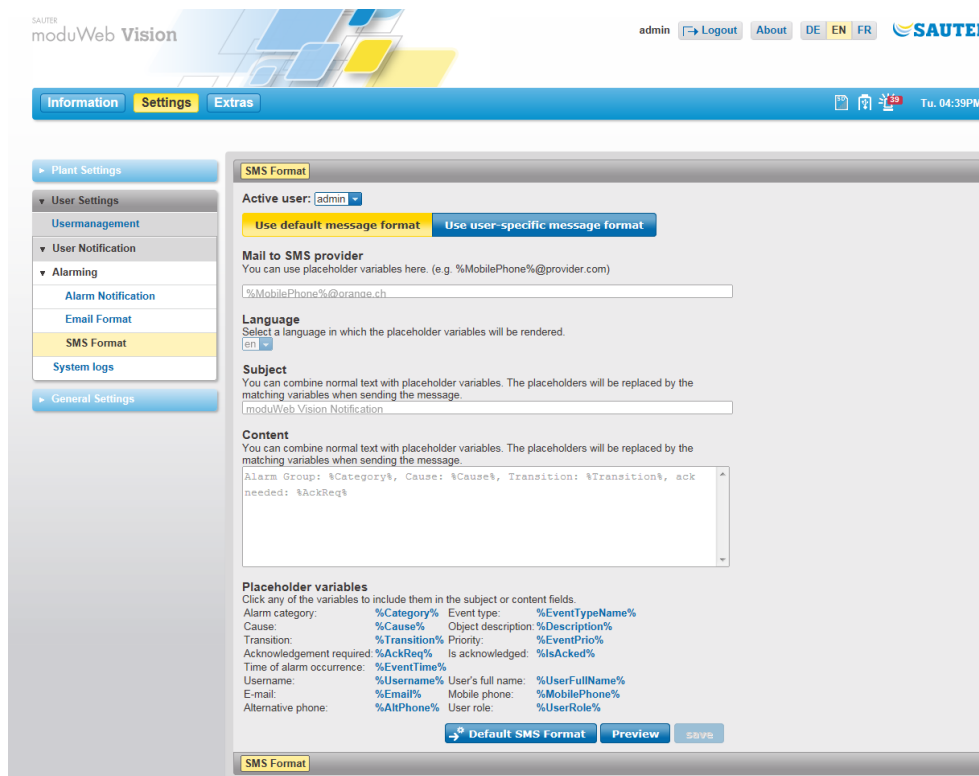 SAUTER
moduWeb Vision
admin Logout About DE EN FR SAUTER
Information Settings Extras
39 Tu. 04:39PM
Plant Settings
User Settings
Usermanagement
User Notification
Alarming
Alarm Notification
Email Format
SMS Format
System logs
General Settings
SMS Format
Active user: admin
Use default message format Use user-specific message format
Mail to SMS provider
You can use placeholder variables here. (e.g. %MobilePhone%@provider.com)
%MobilePhone%@orange.ch
Language
Select a language in which the placeholder variables will be rendered.
en
Subject
You can combine normal text with placeholder variables. The placeholders will be replaced by the
matching variables when sending the message.
moduWeb Vision Notification
Content
You can combine normal text with placeholder variables. The placeholders will be replaced by the
matching variables when sending the message.
Alarm Group: %Category%, Cause: %Cause%, Transition: %Transition%, ack
needed: %AckReq%
Placeholder variables
Click any of the variables to include them in the subject or content fields.
Alarm category: %Category% Event type: %EventTypeName%
Cause: %Cause% Object description: %Description%
Transition: %Transition% Priority: %EventPrio%
Acknowledgement required: %AckReq% Is acknowledged: %IsAcked%
Time of alarm occurrence: %EventTime%
Username: %Username% User's full name: %UserFullName%
E-mail: %Email% Mobile phone: %MobilePhone%
Alternative phone: %AltPhone% User role: %UserRole%
Default SMS Format Preview save
SMS Format